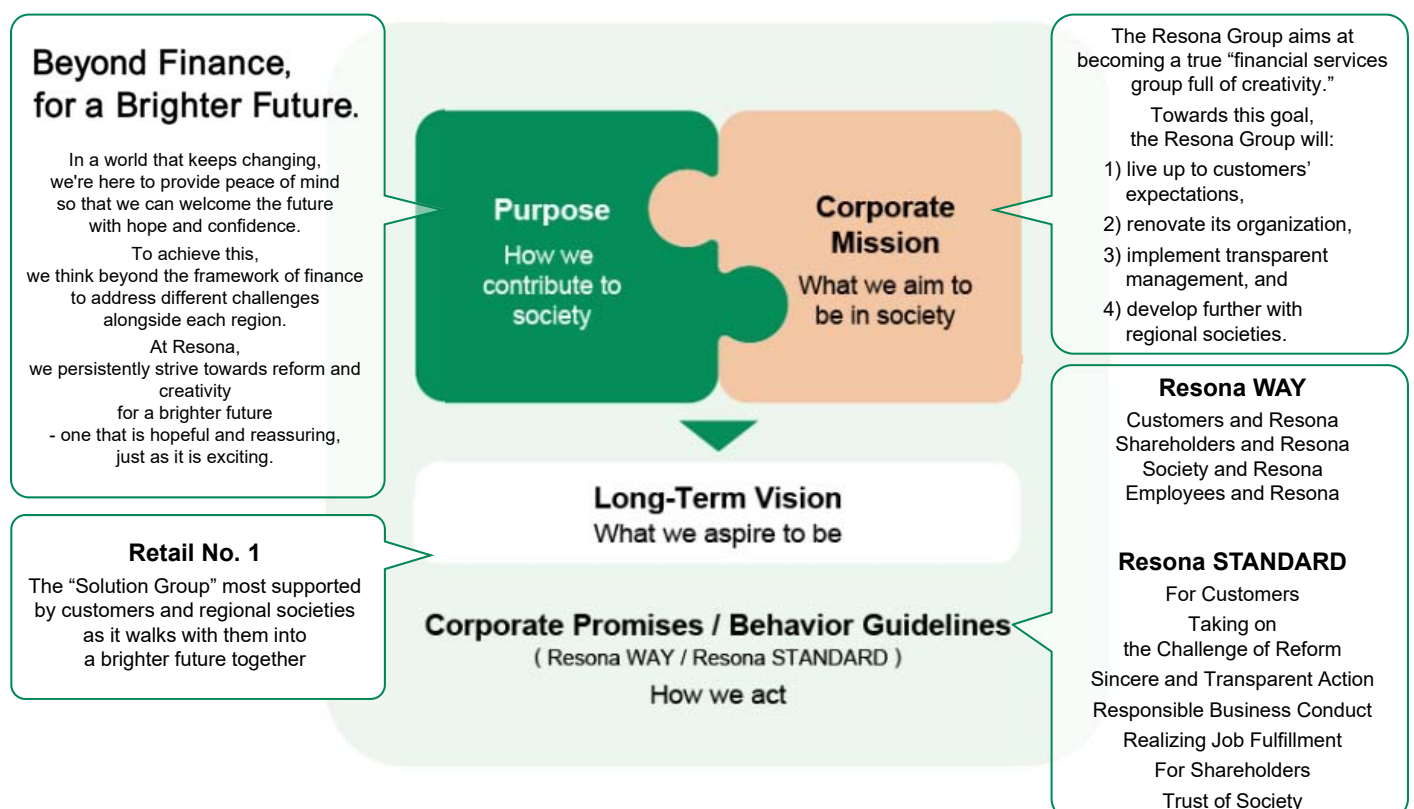 Beyond Finance,
for a Brighter Future.
In a world that keeps changing,
we're here to provide peace of mind
so that we can welcome the future
with hope and confidence.
To achieve this,
we think beyond the framework of finance
to address different challenges
alongside each region.
At Resona,
we persistently strive towards reform and
creativity
for a brighter future
- one that is hopeful and reassuring,
just as it is exciting.
Retail No. 1
The “Solution Group” most supported
by customers and regional societies
as it walks with them into
a brighter future together
Purpose
How we
contribute to
society
Corporate
Mission
What we aim to
be in society
Long-Term Vision
What we aspire to be
Corporate Promises / Behavior Guidelines
( Resona WAY / Resona STANDARD )
How we act
The Resona Group aims at
becoming a true “financial services
group full of creativity.”
Towards this goal,
the Resona Group will:
1) live up to customers’
expectations,
2) renovate its organization,
3) implement transparent
management, and
4) develop further with
regional societies.
Resona WAY
Customers and Resona
Shareholders and Resona
Society and Resona
Employees and Resona
Resona STANDARD
For Customers
Taking on
the Challenge of Reform
Sincere and Transparent Action
Responsible Business Conduct
Realizing Job Fulfillment
For Shareholders
Trust of Society